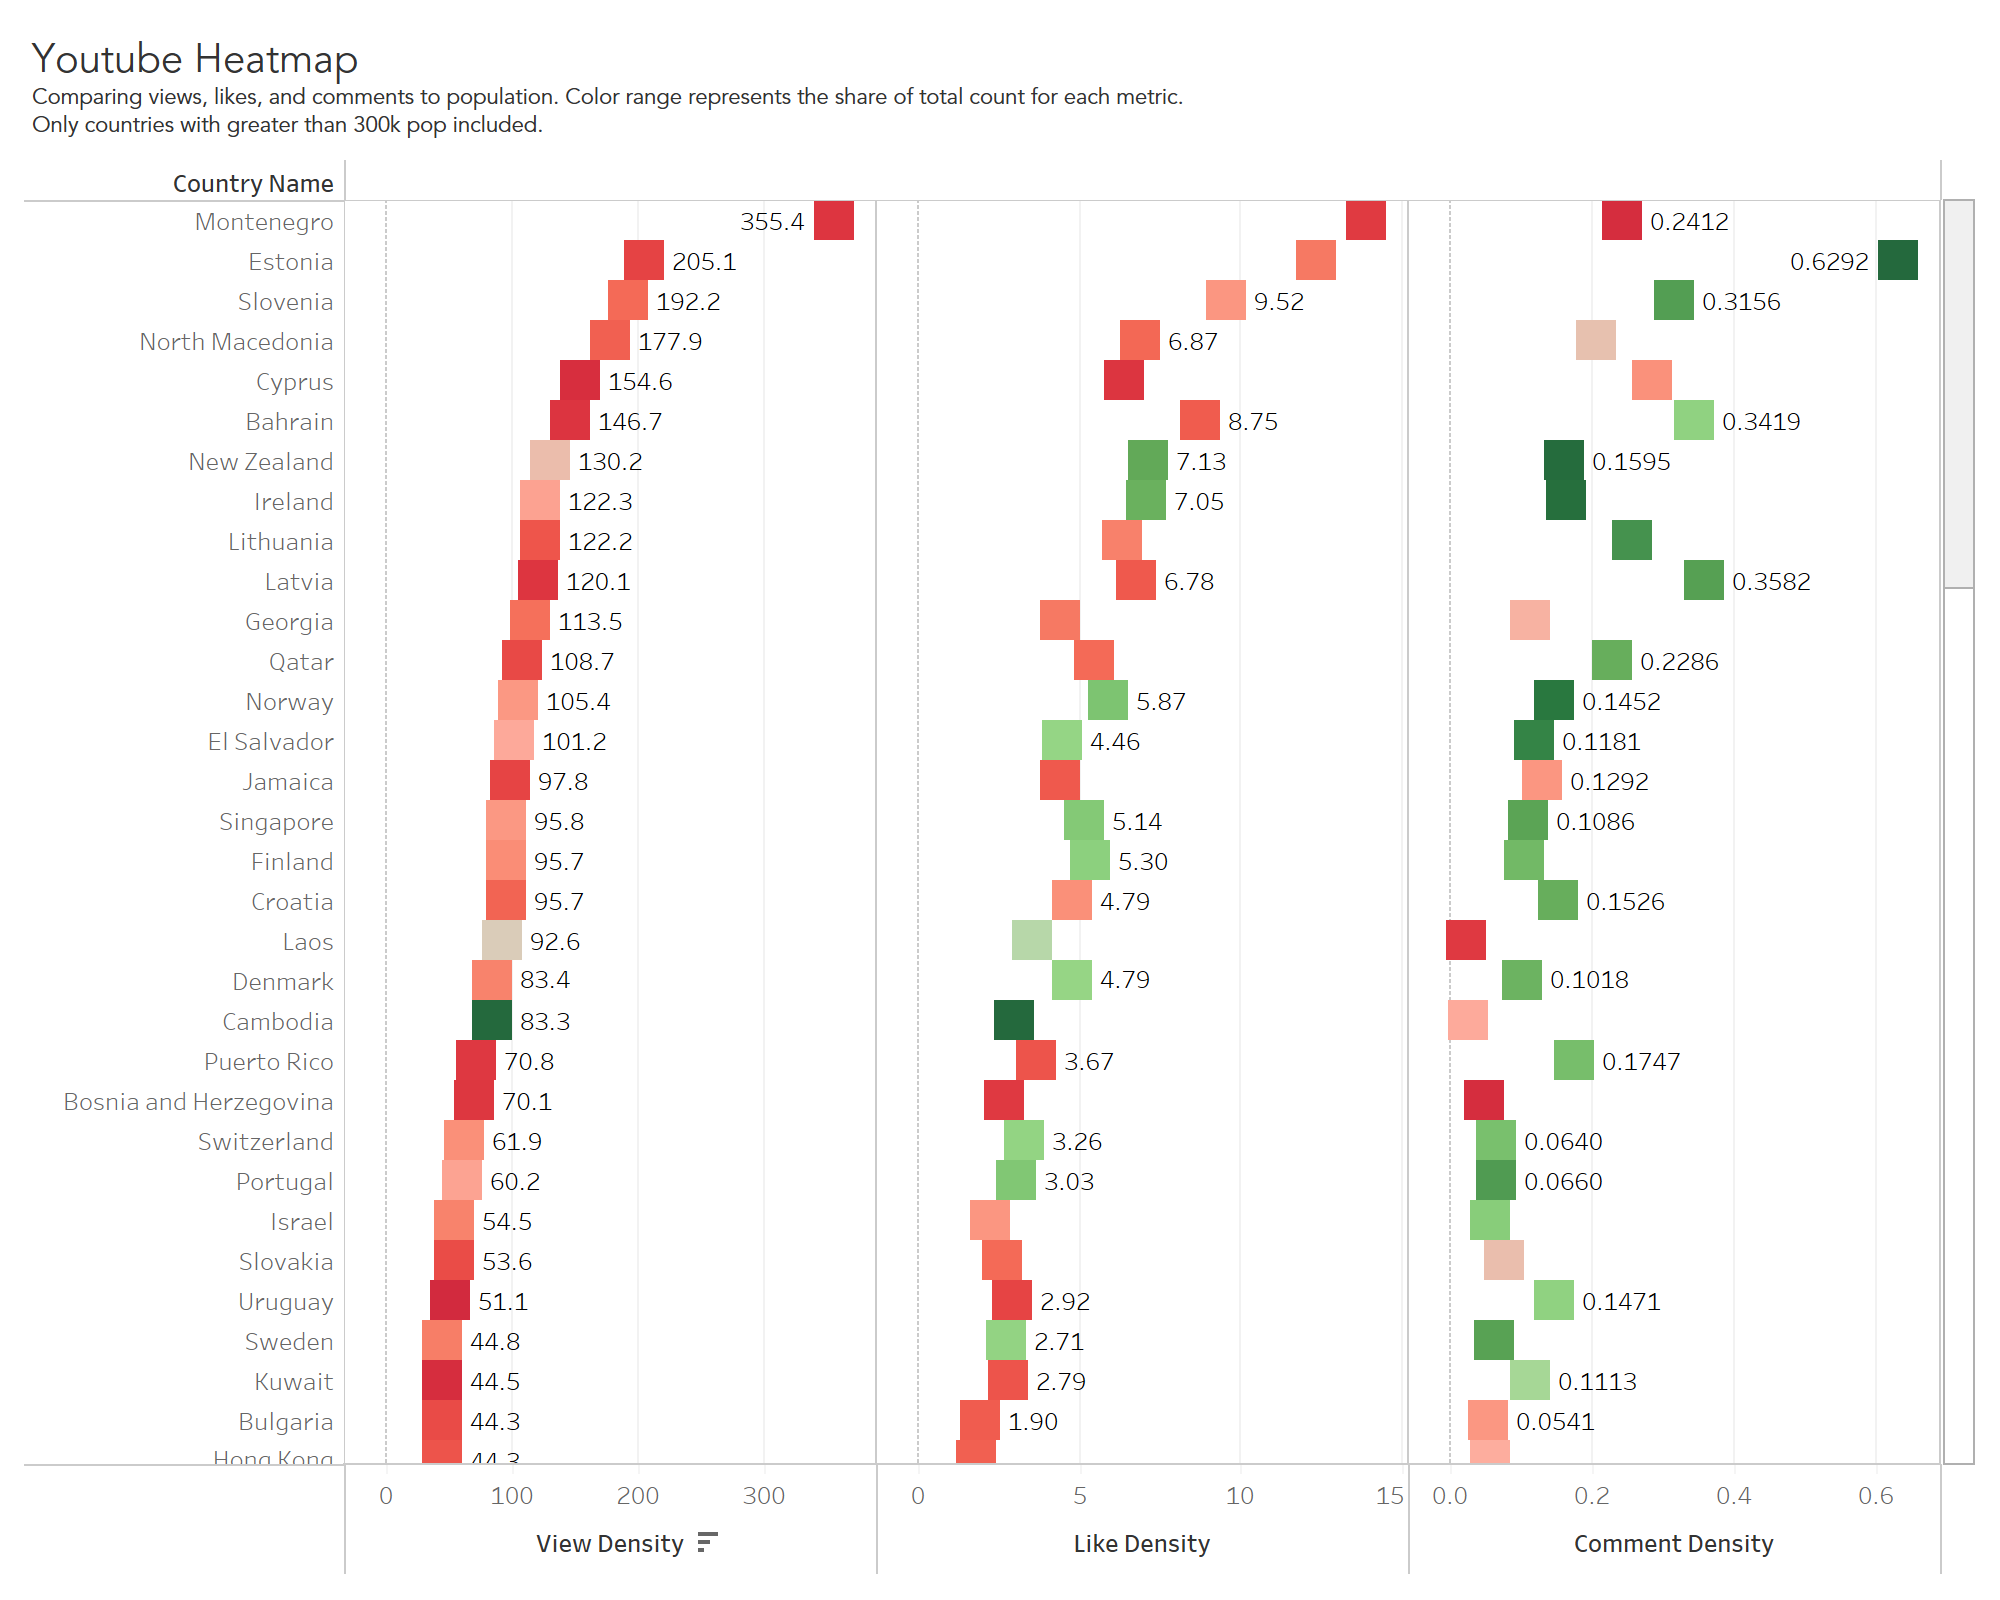 Youtube Heatmap
Comparing views, likes, and comments to population. Color range represents the share of total count for each metric.
Only countries with greater than 300k pop included.
Country Name
Montenegro 355.4 0.2412
Estonia 205.1 0.6292
Slovenia 192.2 9.52 0.3156
North Macedonia 177.9 6.87
Cyprus 154.6
Bahrain 146.7 8.75 0.3419
New Zealand 130.2 7.13 0.1595
Ireland 122.3 7.05
Lithuania 122.2
Latvia 120.1 6.78 0.3582
Georgia 113.5
Qatar 108.7 0.2286
Norway 105.4 5.87 0.1452
El Salvador 101.2 4.46 0.1181
Jamaica 97.8 0.1292
Singapore 95.8 5.14 0.1086
Finland 95.7 5.30
Croatia 95.7 4.79 0.1526
Laos 92.6
Denmark 83.4 4.79 0.1018
Cambodia 83.3
Puerto Rico 70.8 3.67 0.1747
Bosnia and Herzegovina 70.1
Switzerland 61.9 3.26 0.0640
Portugal 60.2 3.03 0.0660
Israel 54.5
Slovakia 53.6
Uruguay 51.1 2.92 0.1471
Sweden 44.8 2.71
Kuwait 44.5 2.79 0.1113
Bulgaria 44.3 1.90 0.0541
Hong Kong 44.3
0 100 200 300 0 5 10 15 0.0 0.2 0.4 0.6
View Density Like Density Comment Density